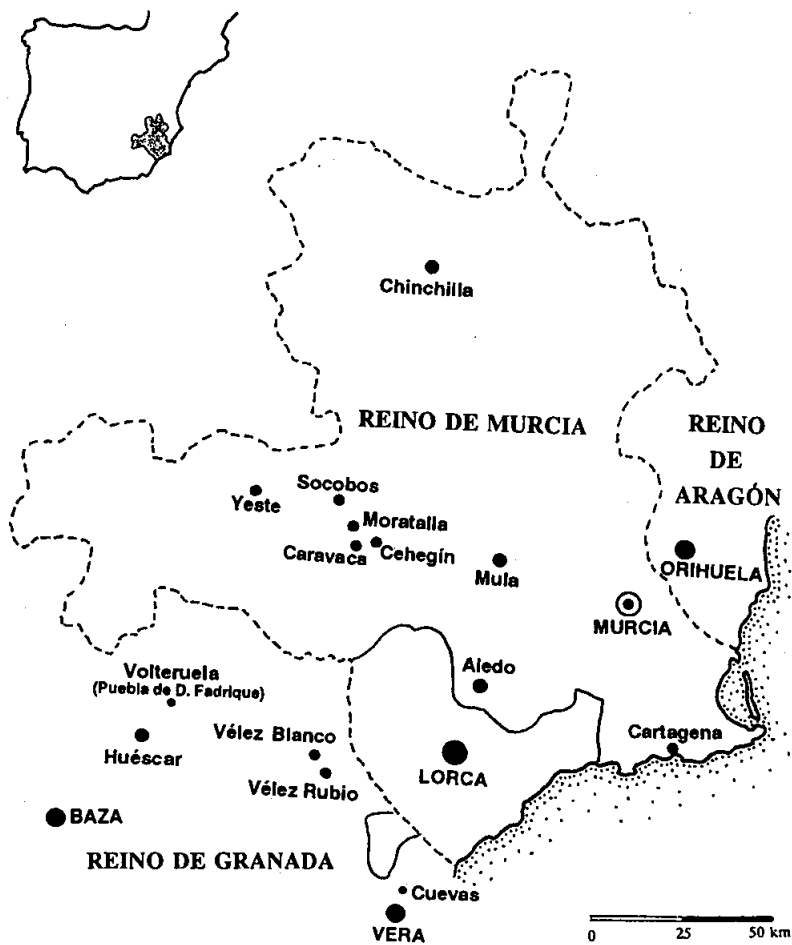 Chinchilla
REINO DE MURCIA
REINO
DE
ARAGÓN
Socobos
Yeste
Moratalla
Caravaca
Cehegín
Mula
ORIHUELA
MURCIA
Volteruela
(Puebla de D. Fadrique)
Aledo
Huéscar
Vélez Blanco
Vélez Rubio
LORCA
Cartagena
BAZA
REINO DE GRANADA
Cuevas
VERA
0 25 50 km